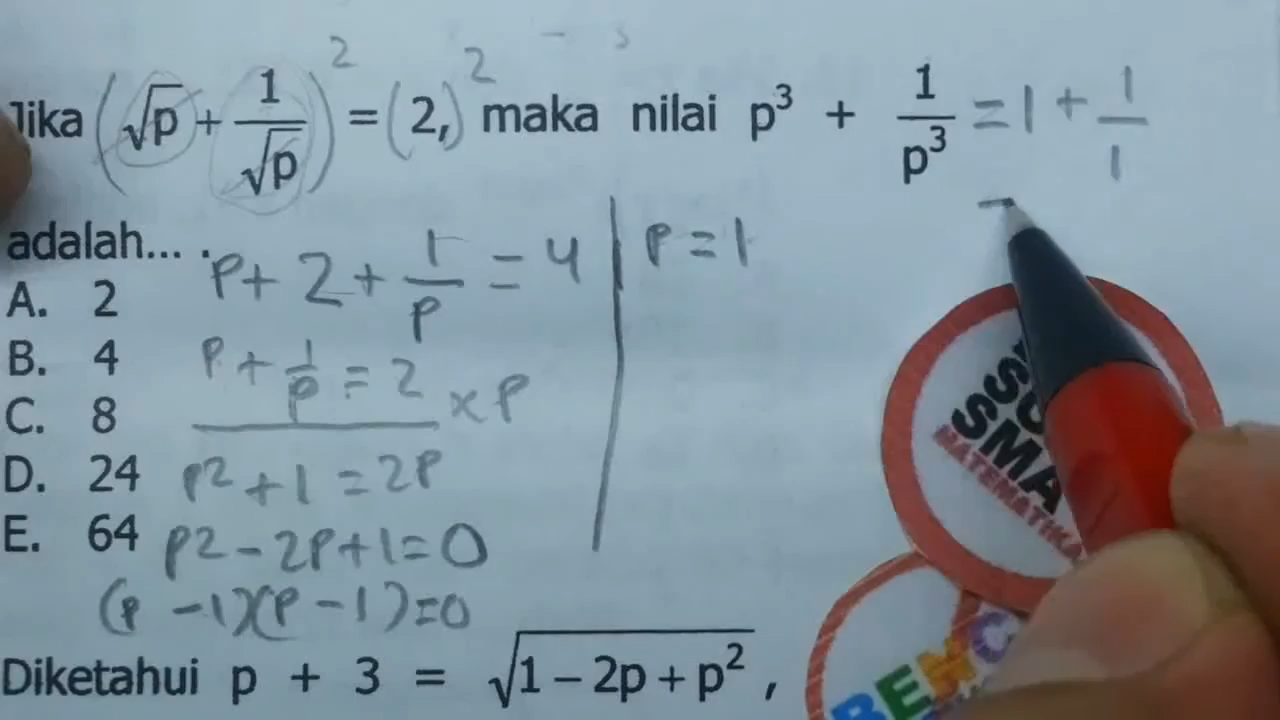 Jika (√p + 1/√p)² = (2,)² maka nilai p³ + 1/p³ = 1 + 1/1
adalah... .
p + 2 + 1/p = 4
p = 1
A. 2
B. 4
p + 1/p = 2
× p
C. 8
D. 24
p² + 1 = 2p
E. 64
p2 - 2p + 1 = 0
(p - 1)(p - 1) = 0
SMA
MATEMATIKA
Diketahui p + 3 = √1 – 2p + p² ,